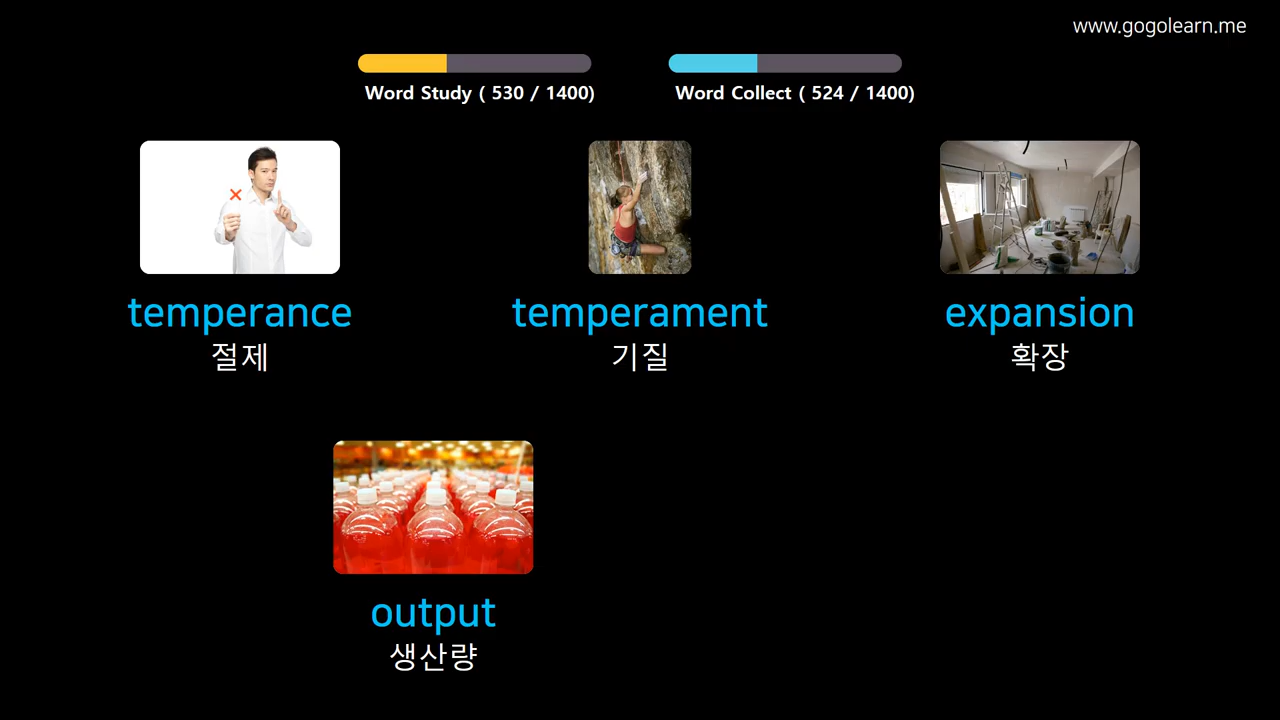 www.gogolearn.me
Word Study ( 530 / 1400)
Word Collect ( 524 / 1400)
temperance
절제
temperament
기질
expansion
확장
output
생산량